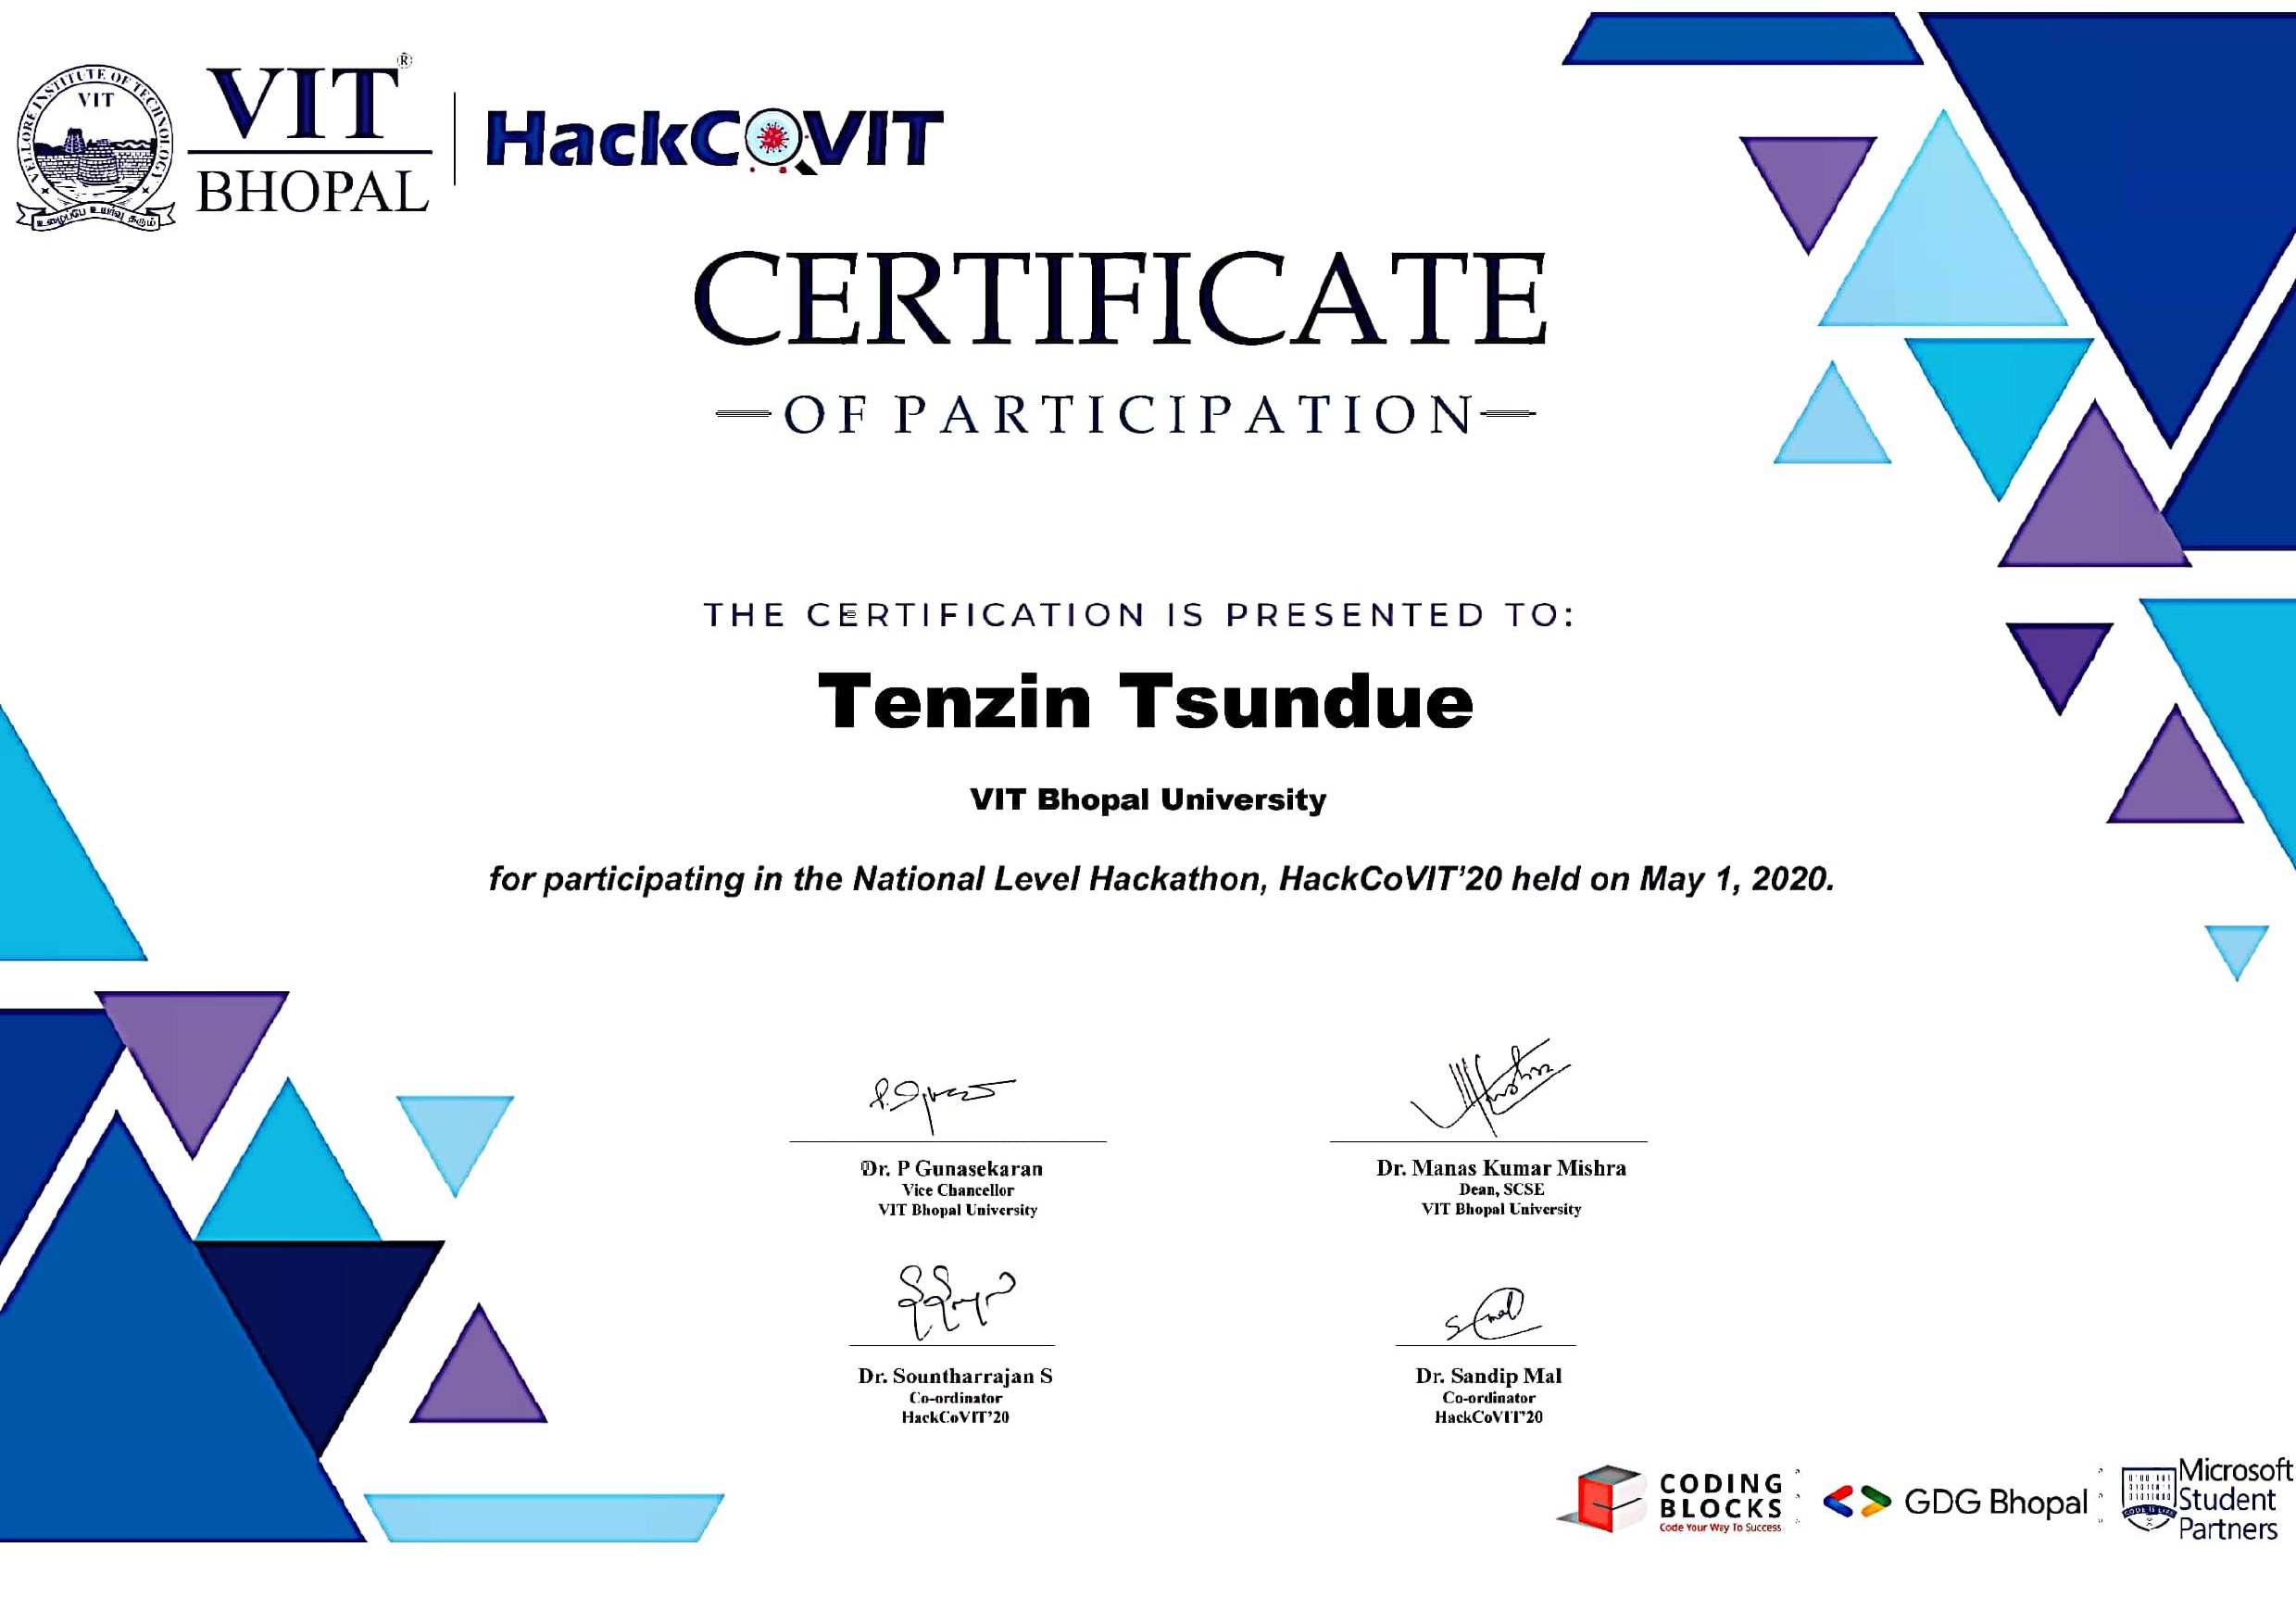 VELLORE INSTITUTE OF TECHNOLOGY
VIT
VIT®
BHOPAL
HackCOVIT
CERTIFICATE
OF PARTICIPATION
THE CERTIFICATION IS PRESENTED TO:
Tenzin Tsundue
VIT Bhopal University
for participating in the National Level Hackathon, HackCoVIT’20 held on May 1, 2020.
Dr. P Gunasekaran
Vice Chancellor
VIT Bhopal University
Dr. Manas Kumar Mishra
Dean, SCSE
VIT Bhopal University
Dr. Sountharrajan S
Co-ordinator
HackCoVIT’20
Dr. Sandip Mal
Co-ordinator
HackCoVIT’20
CODING
BLOCKS
Code Your Way To Success
GDG Bhopal
Microsoft
Student
Partners